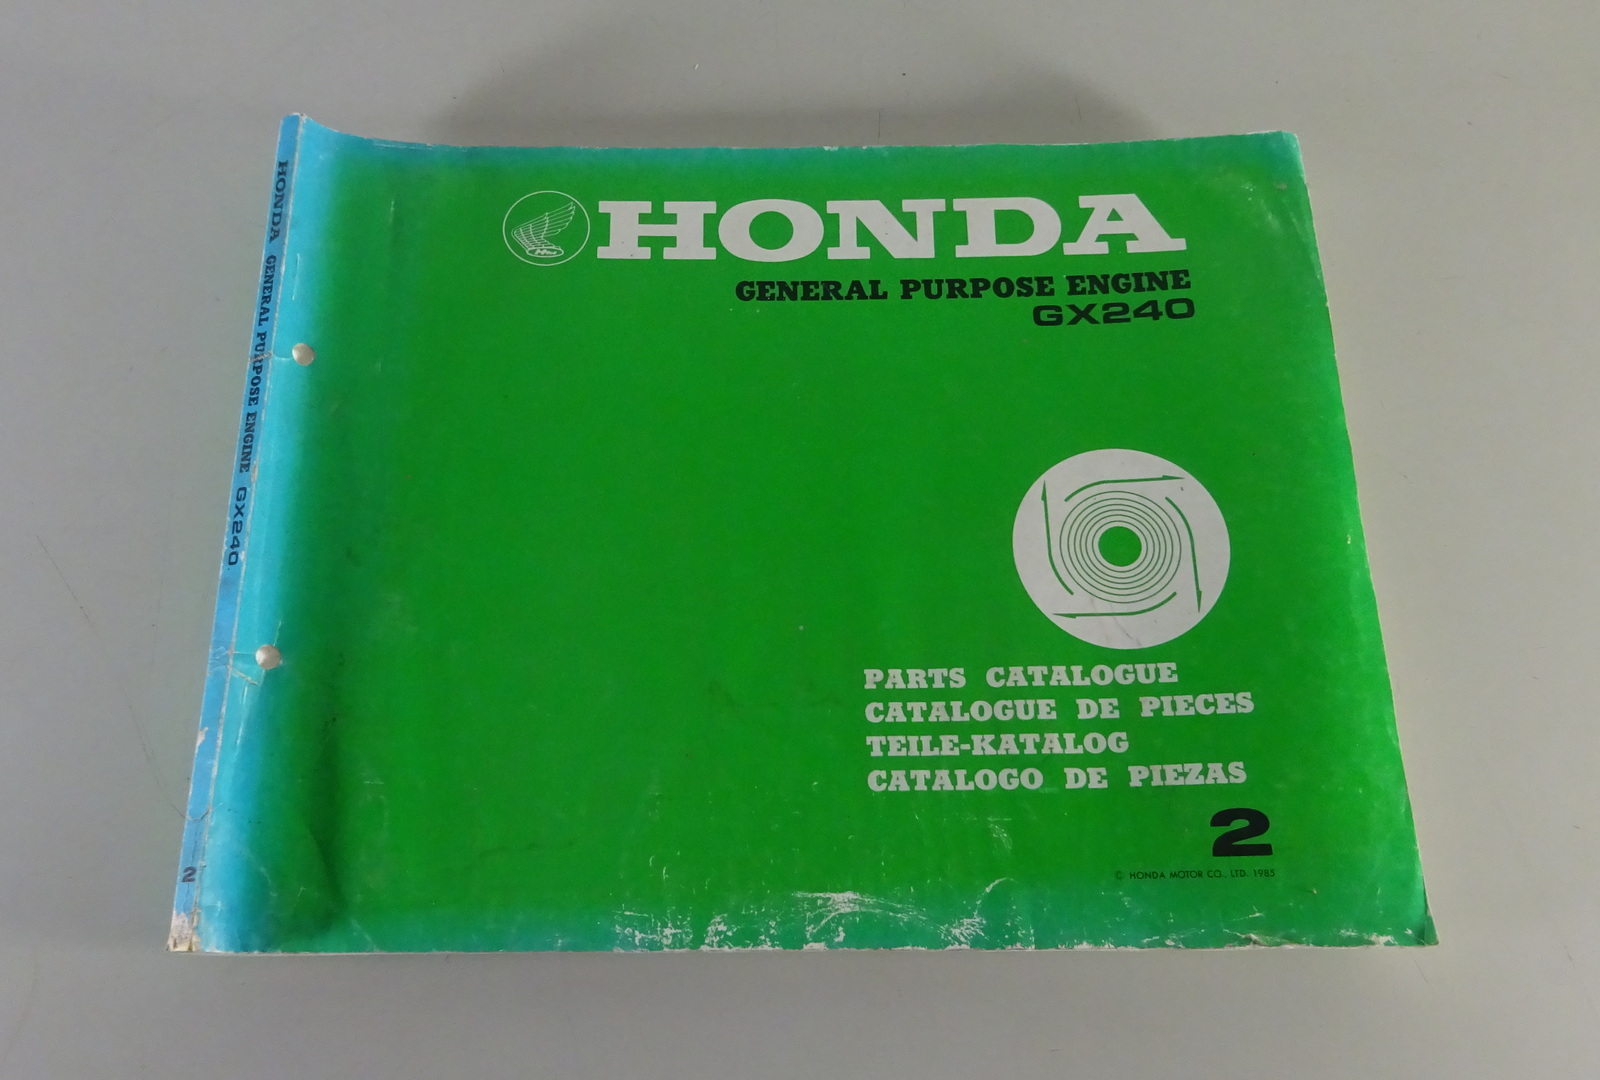 HONDA
GENERAL PURPOSE ENGINE
GX240
PARTS CATALOGUE
CATALOGUE DE PIECES
TEILE-KATALOG
CATALOGO DE PIEZAS
2
© HONDA MOTOR CO., LTD. 1985
HONDA GENERAL PURPOSE ENGINE GX240
2